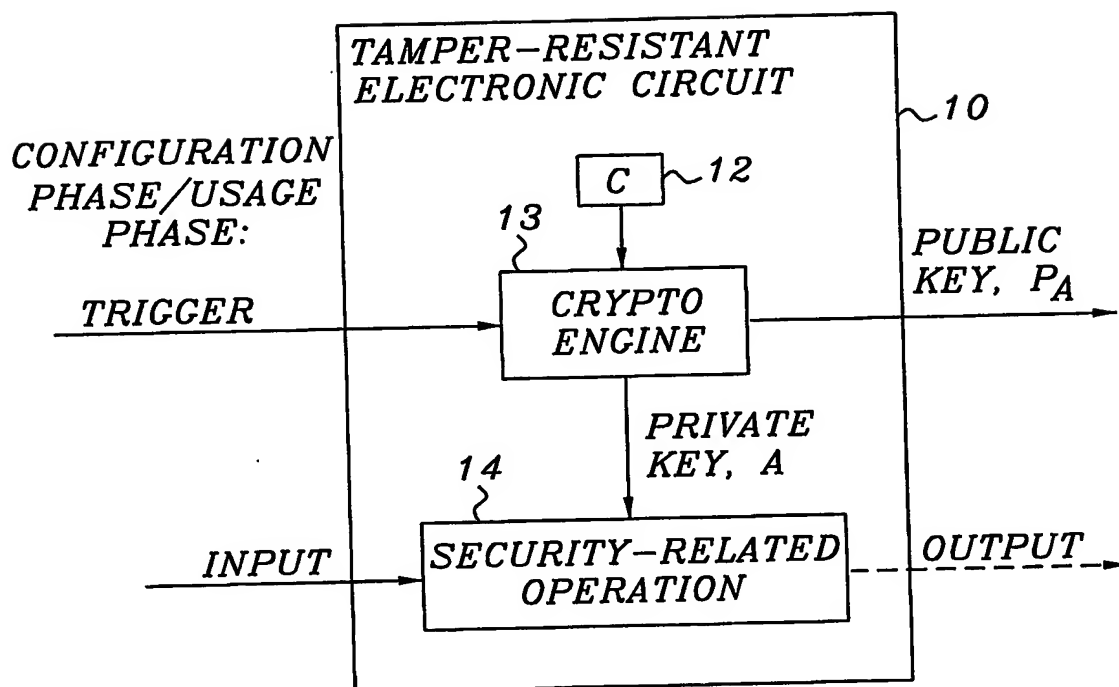 TAMPER-RESISTANT
ELECTRONIC CIRCUIT
10
CONFIGURATION
PHASE/USAGE
PHASE:
C
12
13
PUBLIC
KEY, PA
TRIGGER
CRYPTO
ENGINE
PRIVATE
KEY, A
14
INPUT
SECURITY-RELATED
OPERATION
OUTPUT